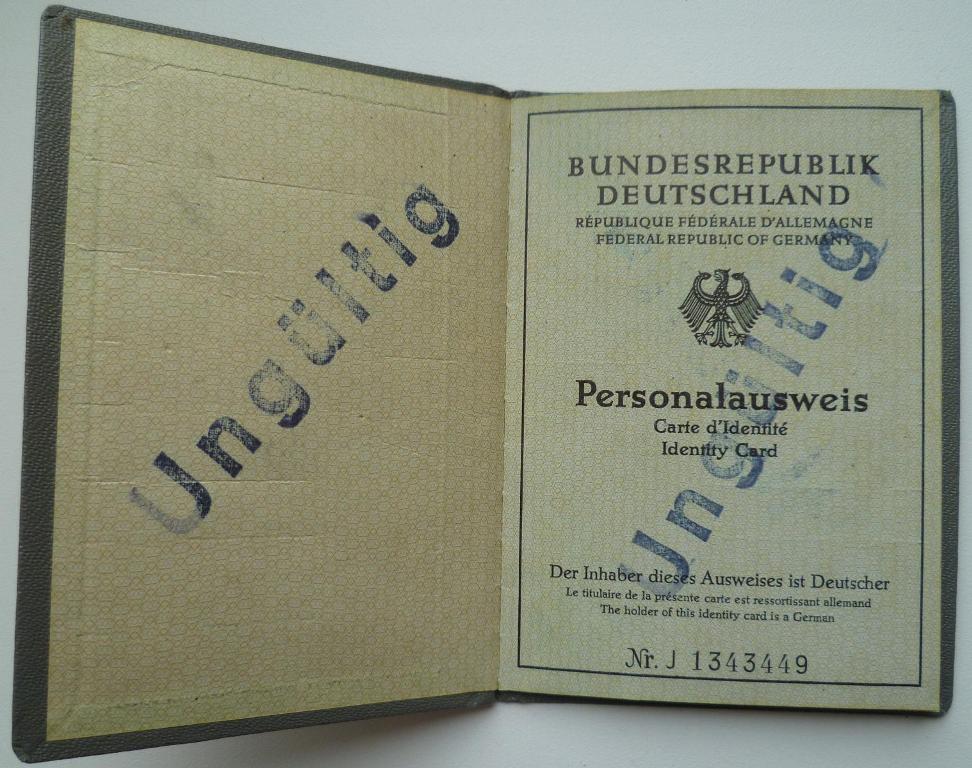 Ungültig
BUNDESREPUBLIK
DEUTSCHLAND
RÉPUBLIQUE FÉDÉRALE D'ALLEMAGNE
FEDERAL REPUBLIC OF GERMANY
Personalausweis
Carte d'Identité
Identity Card
Ungültig
Der Inhaber dieses Ausweises ist Deutscher
Le titulaire de la présente carte est ressortissant allemand
The holder of this identity card is a German
Nr. J 1343449